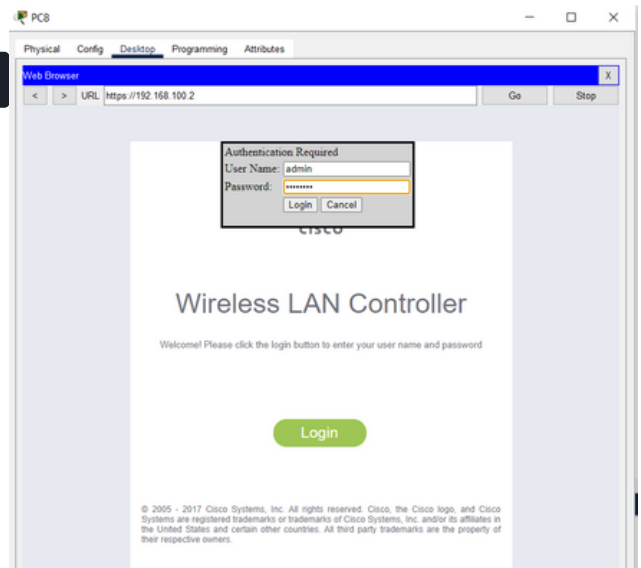 PC8
Physical Config Desktop Programming Attributes
Web Browser X
< > URL https://192.168.100.2 Go Stop
Authentication Required
User Name: admin
Password: ••••••••
Login Cancel
CISCO
Wireless LAN Controller
Welcome! Please click the login button to enter your user name and password
Login
© 2005 - 2017 Cisco Systems, Inc. All rights reserved. Cisco, the Cisco logo, and Cisco
Systems are registered trademarks or trademarks of Cisco Systems, Inc. and/or its affiliates in
the United States and certain other countries. All third party trademarks are the property of
their respective owners.